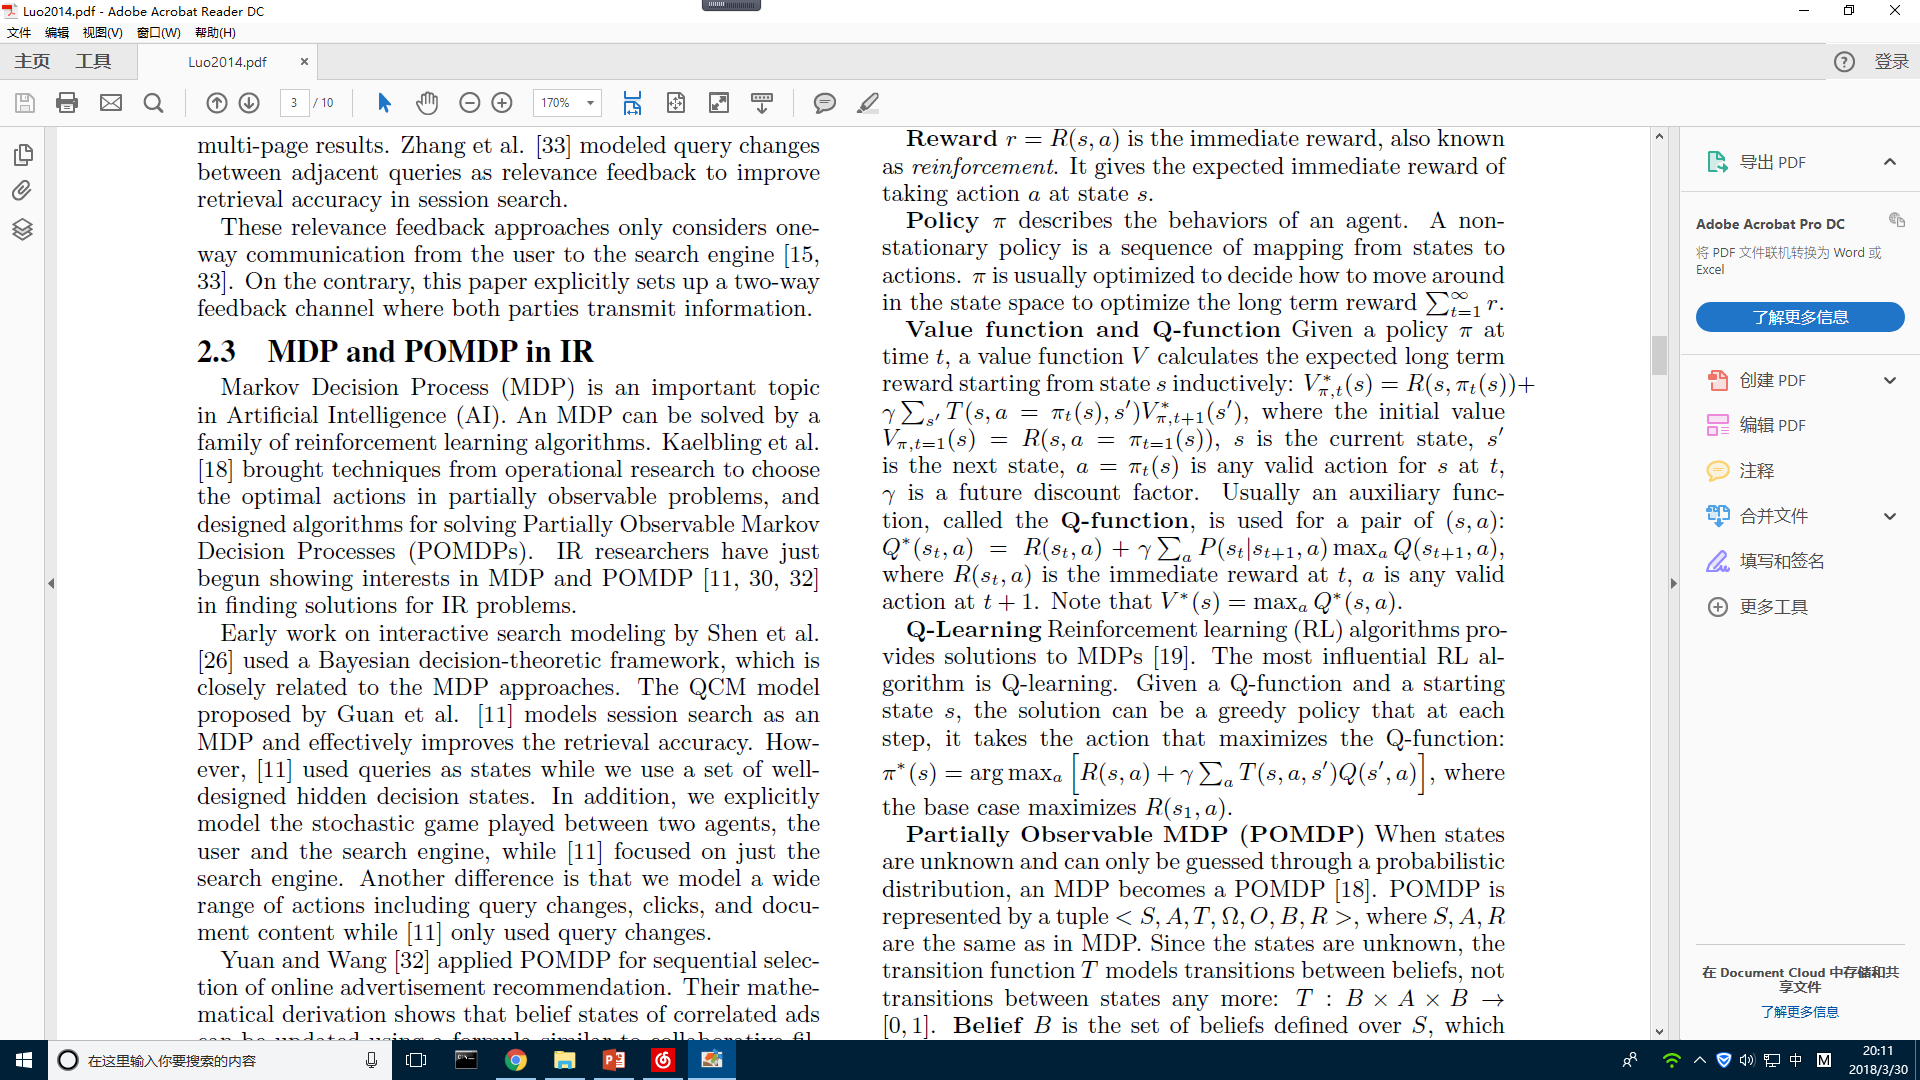 Luo2014.pdf - Adobe Acrobat Reader DC
文件 编辑 视图(V) 窗口(W) 帮助(H)
主页 工具 Luo2014.pdf × 登录
3 / 10 170%
multi-page results. Zhang et al. [33] modeled query changes
between adjacent queries as relevance feedback to improve
retrieval accuracy in session search.
These relevance feedback approaches only considers one-
way communication from the user to the search engine [15,
33]. On the contrary, this paper explicitly sets up a two-way
feedback channel where both parties transmit information.
2.3 MDP and POMDP in IR
Markov Decision Process (MDP) is an important topic
in Artificial Intelligence (AI). An MDP can be solved by a
family of reinforcement learning algorithms. Kaelbling et al.
[18] brought techniques from operational research to choose
the optimal actions in partially observable problems, and
designed algorithms for solving Partially Observable Markov
Decision Processes (POMDPs). IR researchers have just
begun showing interests in MDP and POMDP [11, 30, 32]
in finding solutions for IR problems.
Early work on interactive search modeling by Shen et al.
[26] used a Bayesian decision-theoretic framework, which is
closely related to the MDP approaches. The QCM model
proposed by Guan et al. [11] models session search as an
MDP and effectively improves the retrieval accuracy. How-
ever, [11] used queries as states while we use a set of well-
designed hidden decision states. In addition, we explicitly
model the stochastic game played between two agents, the
user and the search engine, while [11] focused on just the
search engine. Another difference is that we model a wide
range of actions including query changes, clicks, and docu-
ment content while [11] only used query changes.
Yuan and Wang [32] applied POMDP for sequential selec-
tion of online advertisement recommendation. Their mathe-
matical derivation shows that belief states of correlated ads
can be updated using a formula similar to collaborative fil-
Reward r = R(s, a) is the immediate reward, also known
as reinforcement. It gives the expected immediate reward of
taking action a at state s.
Policy π describes the behaviors of an agent. A non-
stationary policy is a sequence of mapping from states to
actions. π is usually optimized to decide how to move around
in the state space to optimize the long term reward ∑_{t=1}^{∞} r.
Value function and Q-function Given a policy π at
time t, a value function V calculates the expected long term
reward starting from state s inductively: V*_{π,t}(s) = R(s, π_t(s))+
γ ∑_{s′} T(s, a = π_t(s), s′)V*_{π,t+1}(s′), where the initial value
V_{π,t=1}(s) = R(s, a = π_{t=1}(s)), s is the current state, s′
is the next state, a = π_t(s) is any valid action for s at t,
γ is a future discount factor. Usually an auxiliary func-
tion, called the Q-function, is used for a pair of (s, a):
Q*(s_t, a) = R(s_t, a) + γ ∑_a P(s_t|s_{t+1}, a) max_a Q(s_{t+1}, a),
where R(s_t, a) is the immediate reward at t, a is any valid
action at t + 1. Note that V*(s) = max_a Q*(s, a).
Q-Learning Reinforcement learning (RL) algorithms pro-
vides solutions to MDPs [19]. The most influential RL al-
gorithm is Q-learning. Given a Q-function and a starting
state s, the solution can be a greedy policy that at each
step, it takes the action that maximizes the Q-function:
π*(s) = arg max_a [R(s, a) + γ ∑_a T(s, a, s′)Q(s′, a)], where
the base case maximizes R(s_1, a).
Partially Observable MDP (POMDP) When states
are unknown and can only be guessed through a probabilistic
distribution, an MDP becomes a POMDP [18]. POMDP is
represented by a tuple < S, A, T, Ω, O, B, R >, where S, A, R
are the same as in MDP. Since the states are unknown, the
transition function T models transitions between beliefs, not
transitions between states any more: T : B × A × B →
[0, 1]. Belief B is the set of beliefs defined over S, which
导出 PDF
Adobe Acrobat Pro DC
将 PDF 文件联机转换为 Word 或
Excel
了解更多信息
创建 PDF
编辑 PDF
注释
合并文件
填写和签名
更多工具
在 Document Cloud 中存储和共
享文件
了解更多信息
在这里输入你要搜索的内容
中 M
20:11
2018/3/30